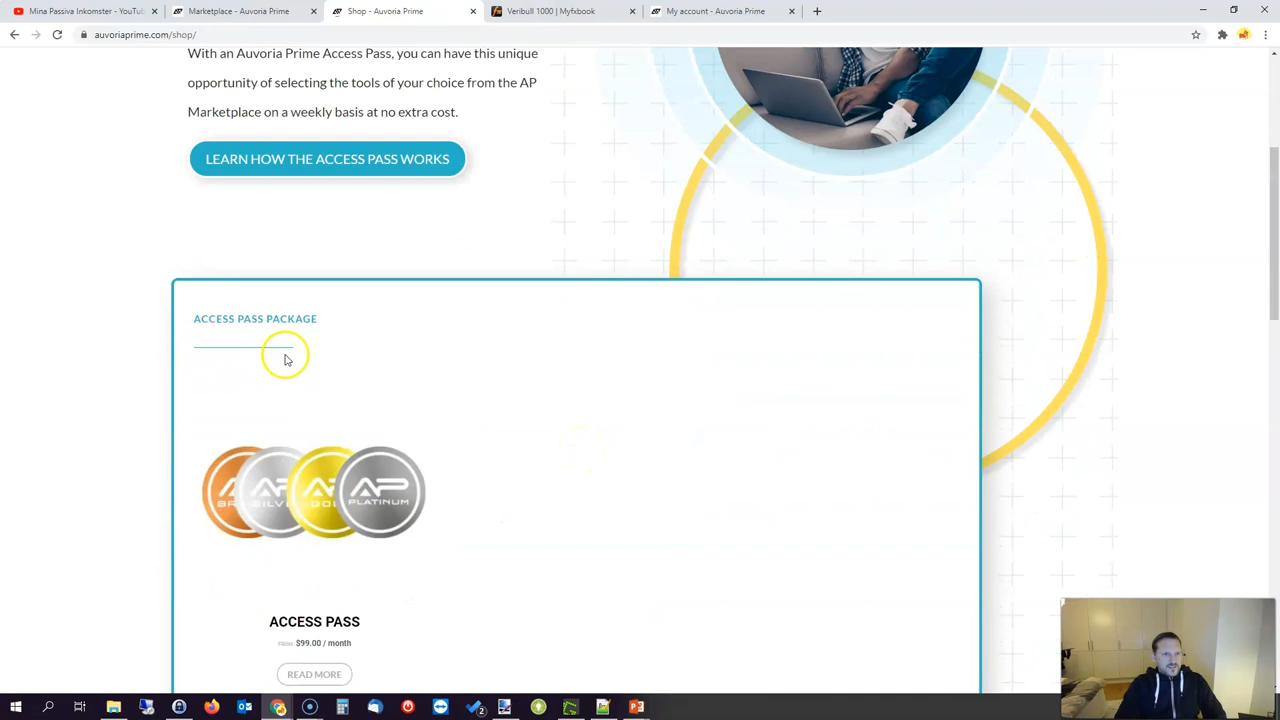 Mina Passiva Inkomster - YouTub
Marketplace - Auvoria Prime
Shop - Auvoria Prime
Veribull 1000 | Myfxbook
My account - Auvoria Prime
auvoriaprime.com/shop/
With an Auvoria Prime Access Pass, you can have this unique
opportunity of selecting the tools of your choice from the AP
Marketplace on a weekly basis at no extra cost.
LEARN HOW THE ACCESS PASS WORKS
ACCESS PASS PACKAGE
AP
PLATINUM
ACCESS PASS
From: $99.00 / month
READ MORE